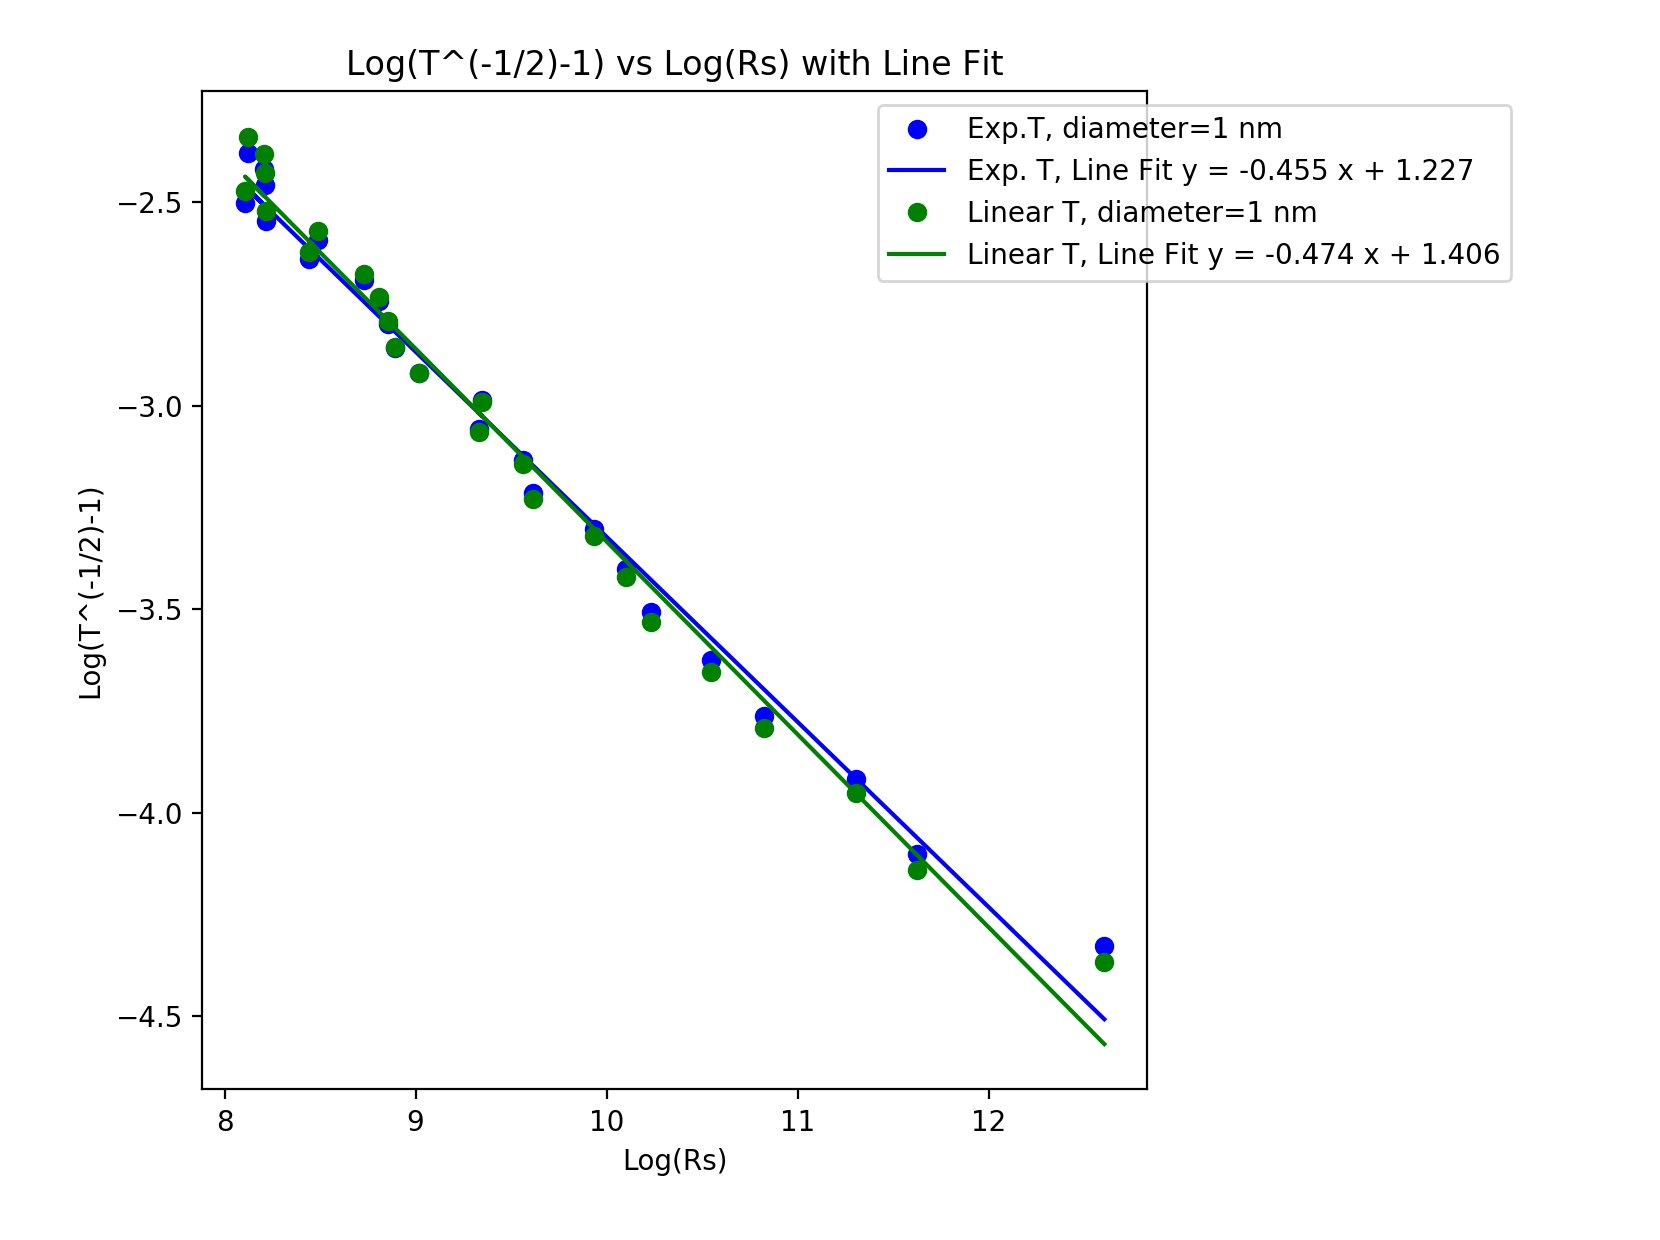 Log(T^(-1/2)-1) vs Log(Rs) with Line Fit
Exp.T, diameter=1 nm
Exp. T, Line Fit y = -0.455 x + 1.227
Linear T, diameter=1 nm
Linear T, Line Fit y = -0.474 x + 1.406
Log(T^(-1/2)-1)
−2.5
−3.0
−3.5
−4.0
−4.5
8 9 10 11 12
Log(Rs)